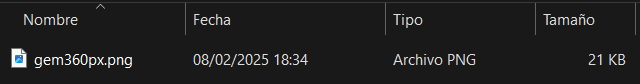 Nombre Fecha Tipo Tamaño
gem360px.png 08/02/2025 18:34 Archivo PNG 21 KB